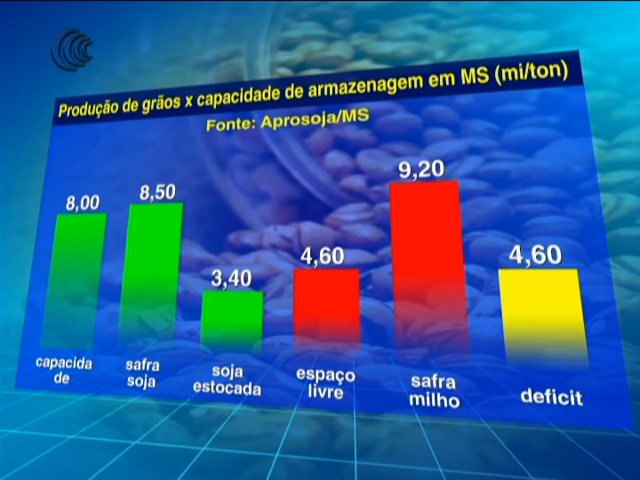 Produção de grãos x capacidade de armazenagem em MS (mi/ton)
Fonte: Aprosoja/MS
8,00
8,50
3,40
4,60
9,20
4,60
capacida
de
safra
soja
soja
estocada
espaço
livre
safra
milho
deficit